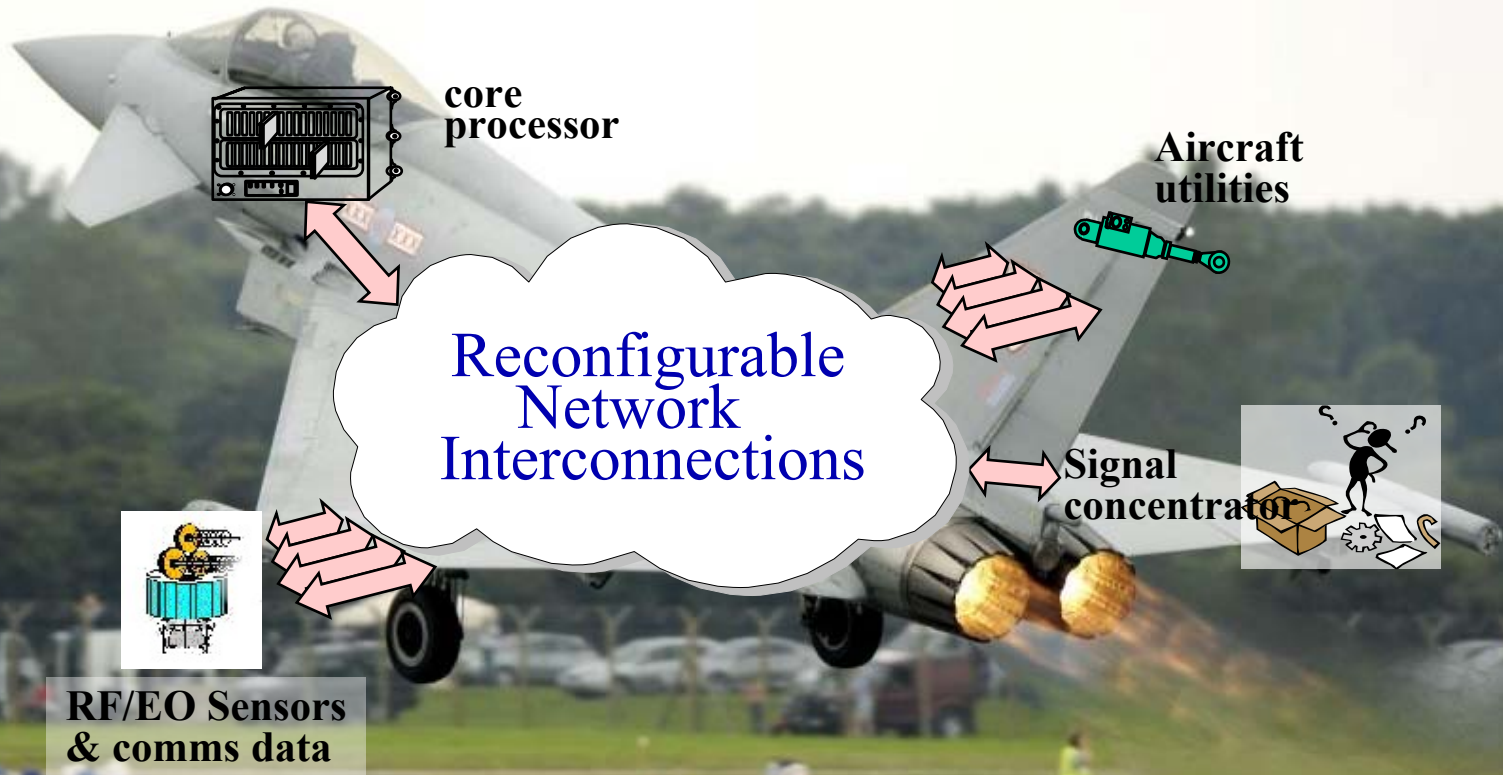 core
processor
Aircraft
utilities
Reconfigurable
Network
Interconnections
Signal
concentrator
RF/EO Sensors
& comms data